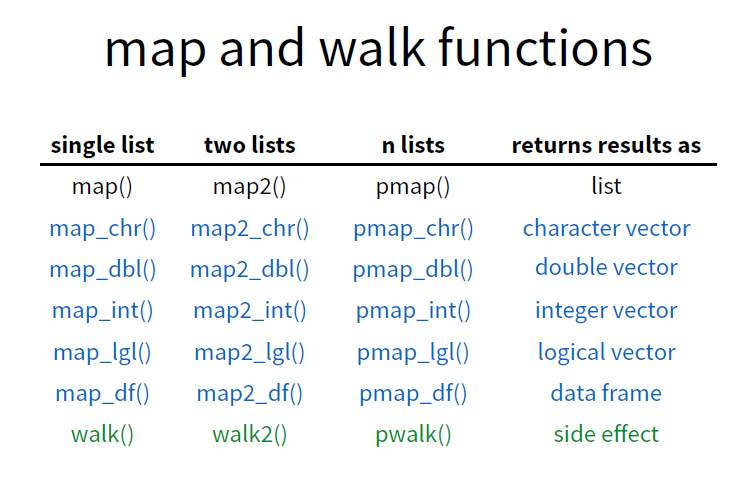 map and walk functions
single list two lists n lists returns results as
map() map2() pmap() list
map_chr() map2_chr() pmap_chr() character vector
map_dbl() map2_dbl() pmap_dbl() double vector
map_int() map2_int() pmap_int() integer vector
map_lgl() map2_lgl() pmap_lgl() logical vector
map_df() map2_df() pmap_df() data frame
walk() walk2() pwalk() side effect